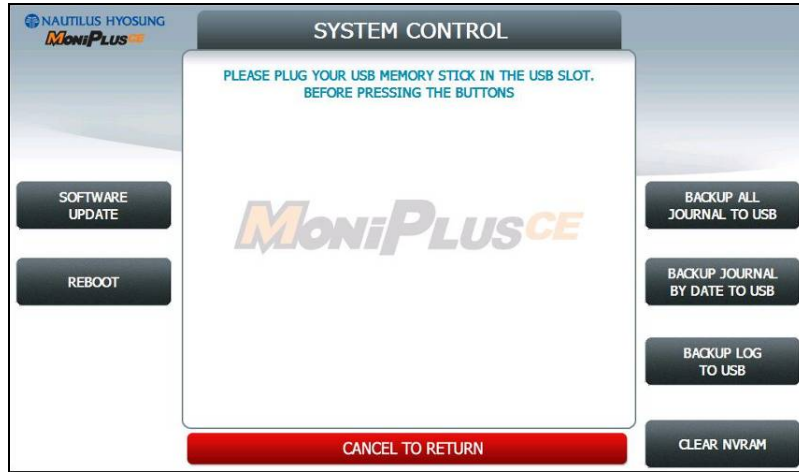 NAUTILUS HYOSUNG
MONiPLUSCE
SYSTEM CONTROL
PLEASE PLUG YOUR USB MEMORY STICK IN THE USB SLOT.
BEFORE PRESSING THE BUTTONS
MONiPLUSCE
SOFTWARE
UPDATE
REBOOT
BACKUP ALL
JOURNAL TO USB
BACKUP JOURNAL
BY DATE TO USB
BACKUP LOG
TO USB
CLEAR NVRAM
CANCEL TO RETURN